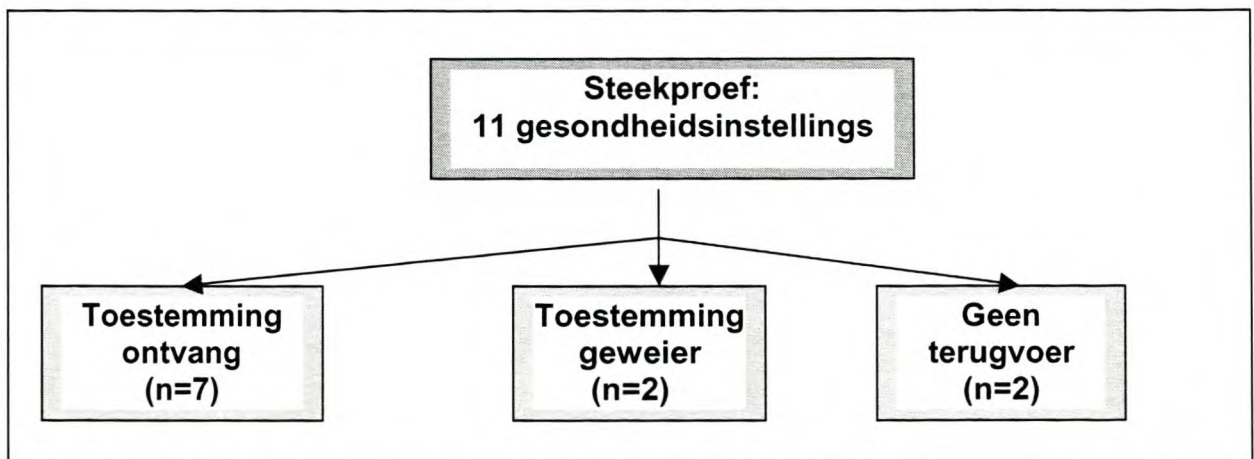 Steekproef:
11 gesondheidsinstellings
Toestemming
ontvang
(n=7)
Toestemming
geweier
(n=2)
Geen
terugvoer
(n=2)